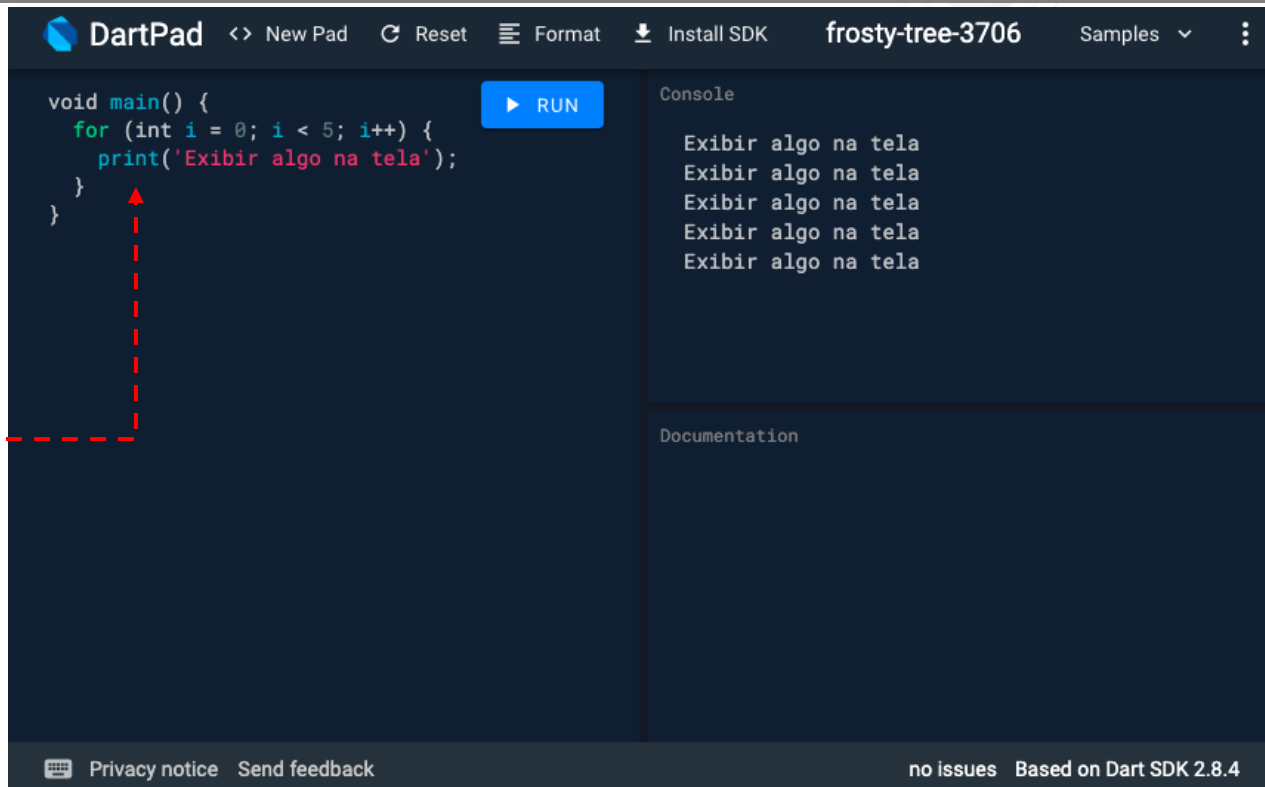 DartPad <> New Pad Reset Format Install SDK frosty-tree-3706 Samples
void main() {
  for (int i = 0; i < 5; i++) {
    print('Exibir algo na tela');
  }
}
RUN
Console
Exibir algo na tela
Exibir algo na tela
Exibir algo na tela
Exibir algo na tela
Exibir algo na tela
Documentation
Privacy notice Send feedback no issues Based on Dart SDK 2.8.4